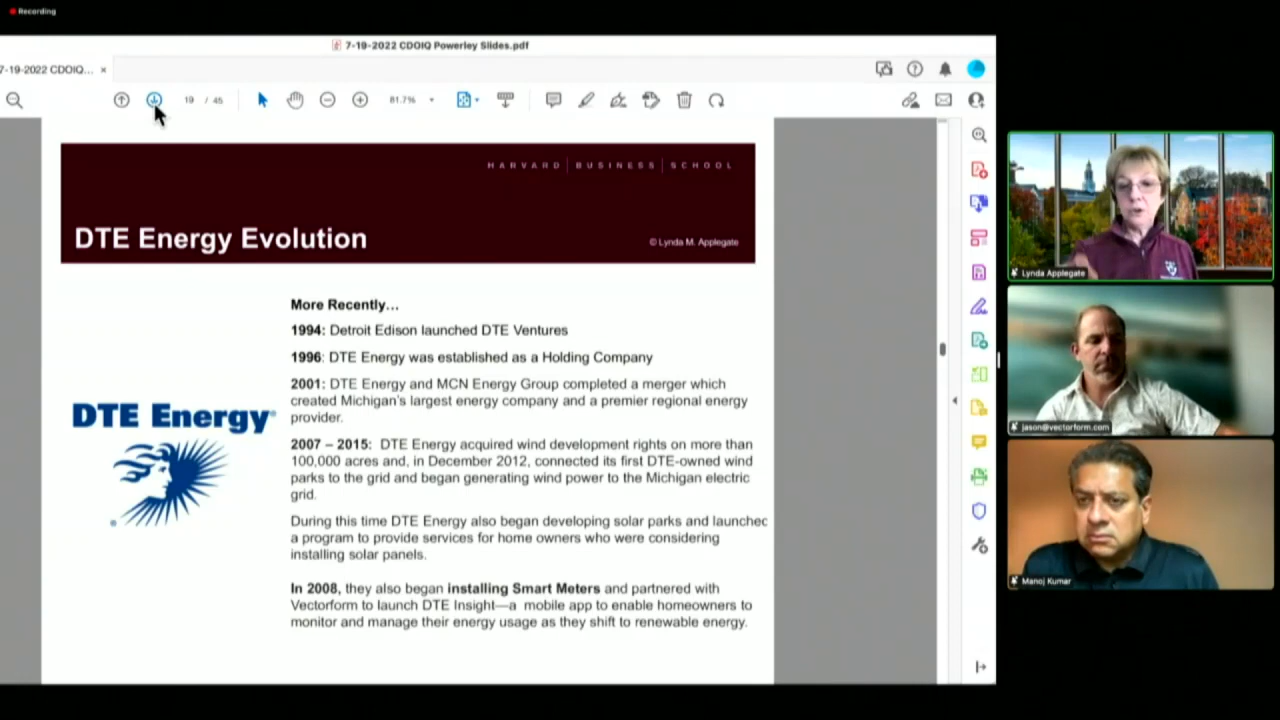 Recording
7-19-2022 CDOIQ Powerley Slides.pdf
7-19-2022 CDOIQ... ×
19 / 45
81.7%
HARVARD | BUSINESS | SCHOOL
DTE Energy Evolution
© Lynda M. Applegate
More Recently…
1994: Detroit Edison launched DTE Ventures
1996: DTE Energy was established as a Holding Company
2001: DTE Energy and MCN Energy Group completed a merger which
created Michigan's largest energy company and a premier regional energy
provider.
DTE Energy®
2007 – 2015: DTE Energy acquired wind development rights on more than
100,000 acres and, in December 2012, connected its first DTE-owned wind
parks to the grid and began generating wind power to the Michigan electric
grid.
®
During this time DTE Energy also began developing solar parks and launched
a program to provide services for home owners who were considering
installing solar panels.
In 2008, they also began installing Smart Meters and partnered with
Vectorform to launch DTE Insight—a mobile app to enable homeowners to
monitor and manage their energy usage as they shift to renewable energy.
Lynda Applegate
jason@vectorform.com
Manoj Kumar